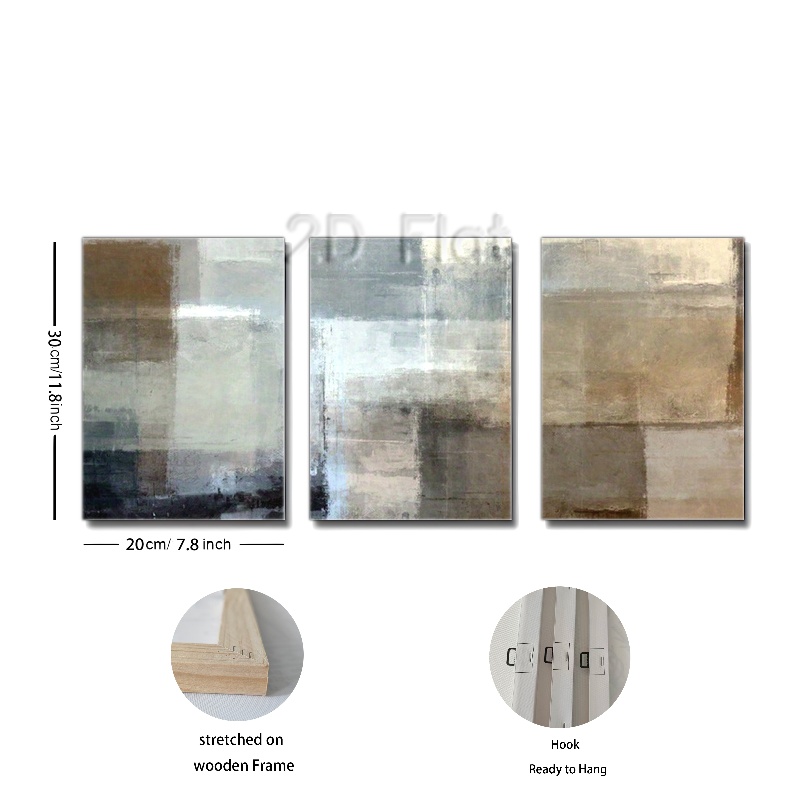 2D Flat
30cm/11.8inch
20cm/ 7.8 inch
stretched on
wooden Frame
Hook
Ready to Hang